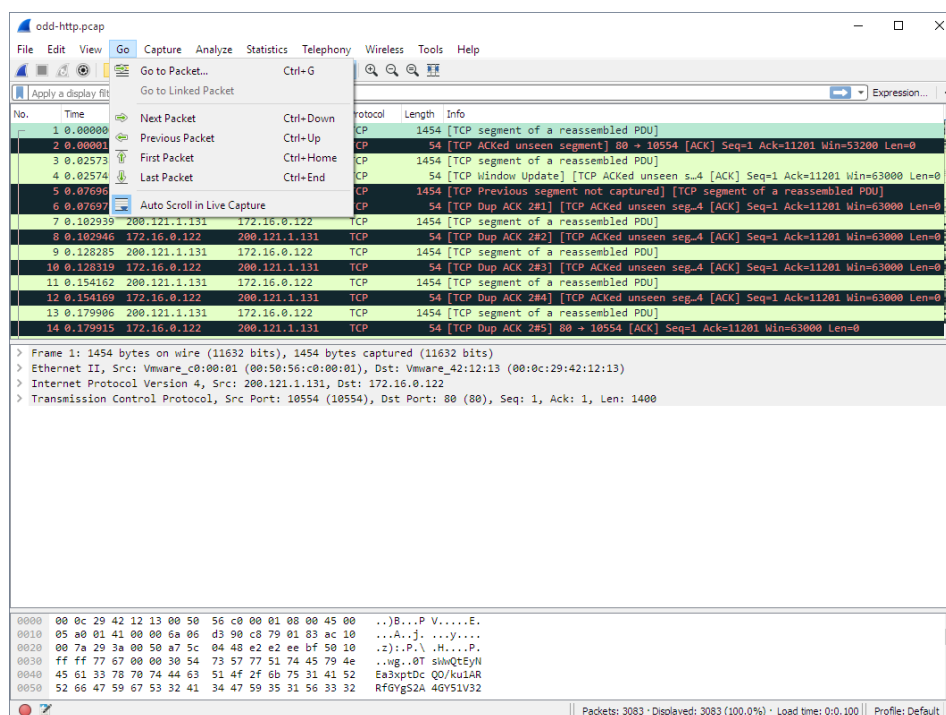 odd-http.pcap
File Edit View Go Capture Analyze Statistics Telephony Wireless Tools Help
Go to Packet... Ctrl+G
Go to Linked Packet
Next Packet Ctrl+Down
Previous Packet Ctrl+Up
First Packet Ctrl+Home
Last Packet Ctrl+End
Auto Scroll in Live Capture
Apply a display filt Expression...
No. Time rotocol Length Info
1 0.00000 CP 1454 [TCP segment of a reassembled PDU]
2 0.00001 CP 54 [TCP ACKed unseen segment] 80 → 10554 [ACK] Seq=1 Ack=11201 Win=53200 Len=0
3 0.02573 CP 1454 [TCP segment of a reassembled PDU]
4 0.02574 CP 54 [TCP Window Update] [TCP ACKed unseen s…4 [ACK] Seq=1 Ack=11201 Win=63000 Len=0
5 0.07696 CP 1454 [TCP Previous segment not captured] [TCP segment of a reassembled PDU]
6 0.07697 CP 54 [TCP Dup ACK 2#1] [TCP ACKed unseen seg…4 [ACK] Seq=1 Ack=11201 Win=63000 Len=0
7 0.102939 200.121.1.131 172.16.0.122 TCP 1454 [TCP segment of a reassembled PDU]
8 0.102946 172.16.0.122 200.121.1.131 TCP 54 [TCP Dup ACK 2#2] [TCP ACKed unseen seg…4 [ACK] Seq=1 Ack=11201 Win=63000 Len=0
9 0.128285 200.121.1.131 172.16.0.122 TCP 1454 [TCP segment of a reassembled PDU]
10 0.128319 172.16.0.122 200.121.1.131 TCP 54 [TCP Dup ACK 2#3] [TCP ACKed unseen seg…4 [ACK] Seq=1 Ack=11201 Win=63000 Len=0
11 0.154162 200.121.1.131 172.16.0.122 TCP 1454 [TCP segment of a reassembled PDU]
12 0.154169 172.16.0.122 200.121.1.131 TCP 54 [TCP Dup ACK 2#4] [TCP ACKed unseen seg…4 [ACK] Seq=1 Ack=11201 Win=63000 Len=0
13 0.179906 200.121.1.131 172.16.0.122 TCP 1454 [TCP segment of a reassembled PDU]
14 0.179915 172.16.0.122 200.121.1.131 TCP 54 [TCP Dup ACK 2#5] 80 → 10554 [ACK] Seq=1 Ack=11201 Win=63000 Len=0
> Frame 1: 1454 bytes on wire (11632 bits), 1454 bytes captured (11632 bits)
> Ethernet II, Src: Vmware_c0:00:01 (00:50:56:c0:00:01), Dst: Vmware_42:12:13 (00:0c:29:42:12:13)
> Internet Protocol Version 4, Src: 200.121.1.131, Dst: 172.16.0.122
> Transmission Control Protocol, Src Port: 10554 (10554), Dst Port: 80 (80), Seq: 1, Ack: 1, Len: 1400
0000 00 0c 29 42 12 13 00 50 56 c0 00 01 08 00 45 00 ..)B...P V.....E.
0010 05 a0 01 41 00 00 6a 06 d3 90 c8 79 01 83 ac 10 ...A..j. ...y....
0020 00 7a 29 3a 00 50 a7 5c 04 48 e2 e2 ee bf 50 10 .z):.P.\ .H....P.
0030 ff ff 77 67 00 00 30 54 73 57 77 51 74 45 79 4e ..wg..0T sWwQtEyN
0040 45 61 33 78 70 74 44 63 51 4f 2f 6b 75 31 41 52 Ea3xptDc QO/ku1AR
0050 52 66 47 59 67 53 32 41 34 47 59 35 31 56 33 32 RfGYgS2A 4GY51V32
Packets: 3083 · Displayed: 3083 (100.0%) · Load time: 0:0.100 Profile: Default